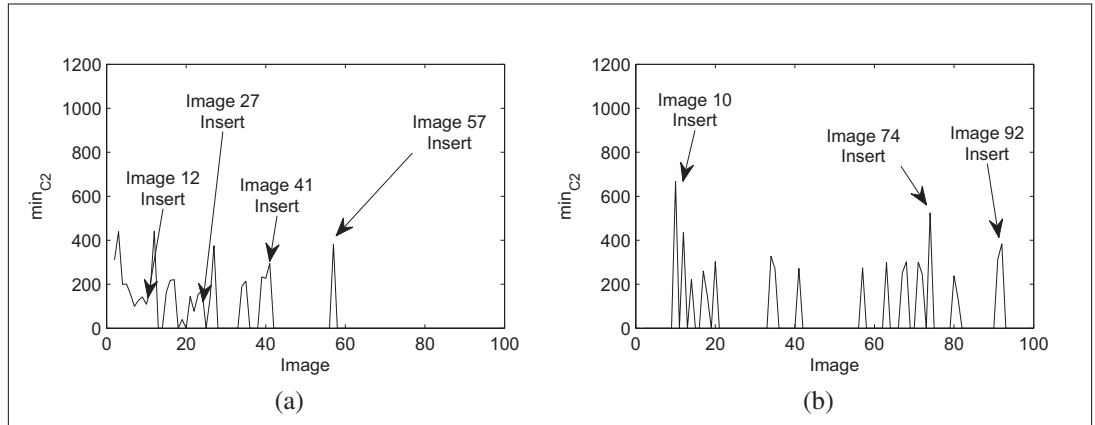 1200
1000
800
600
400
200
0
min_C2
Image 12
Insert
Image
27
Insert
Image 41
Insert
Image 57
Insert
0 20 40 60 80 100
Image
(a)
1200
1000
800
600
400
200
0
min_C2
Image 10
Insert
Image 74
Insert
Image 92
Insert
0 20 40 60 80 100
Image
(b)